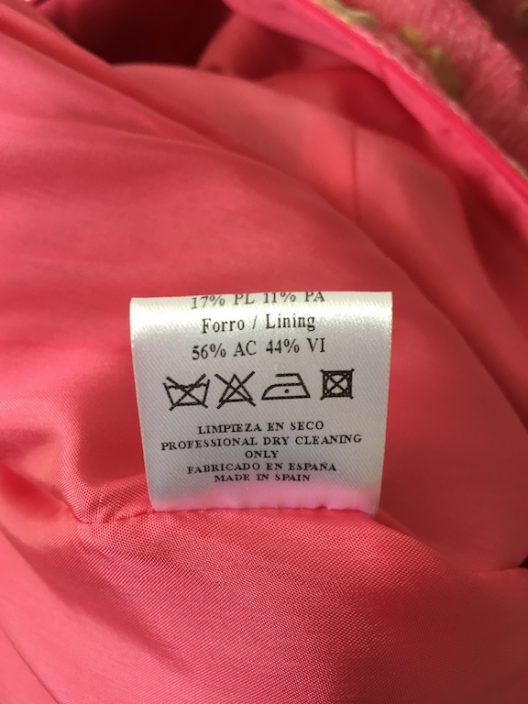 17% PL 11% PA
Forro / Lining
56% AC 44% VI
LIMPIEZA EN SECO
PROFESSIONAL DRY CLEANING
ONLY
FABRICADO EN ESPAÑA
MADE IN SPAIN